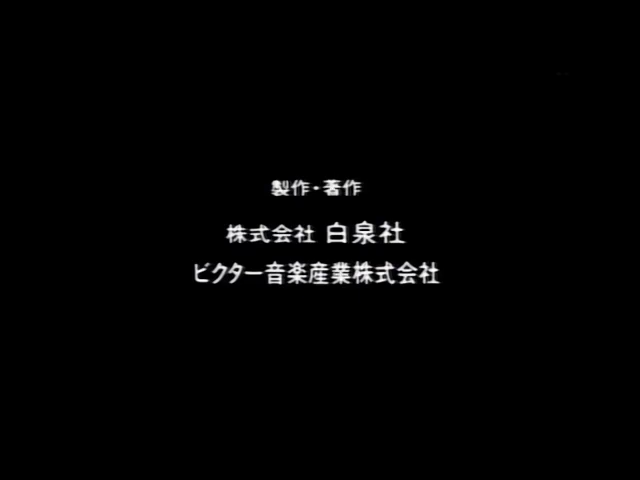 製作・著作
株式会社 白泉社
ビクター音楽産業株式会社